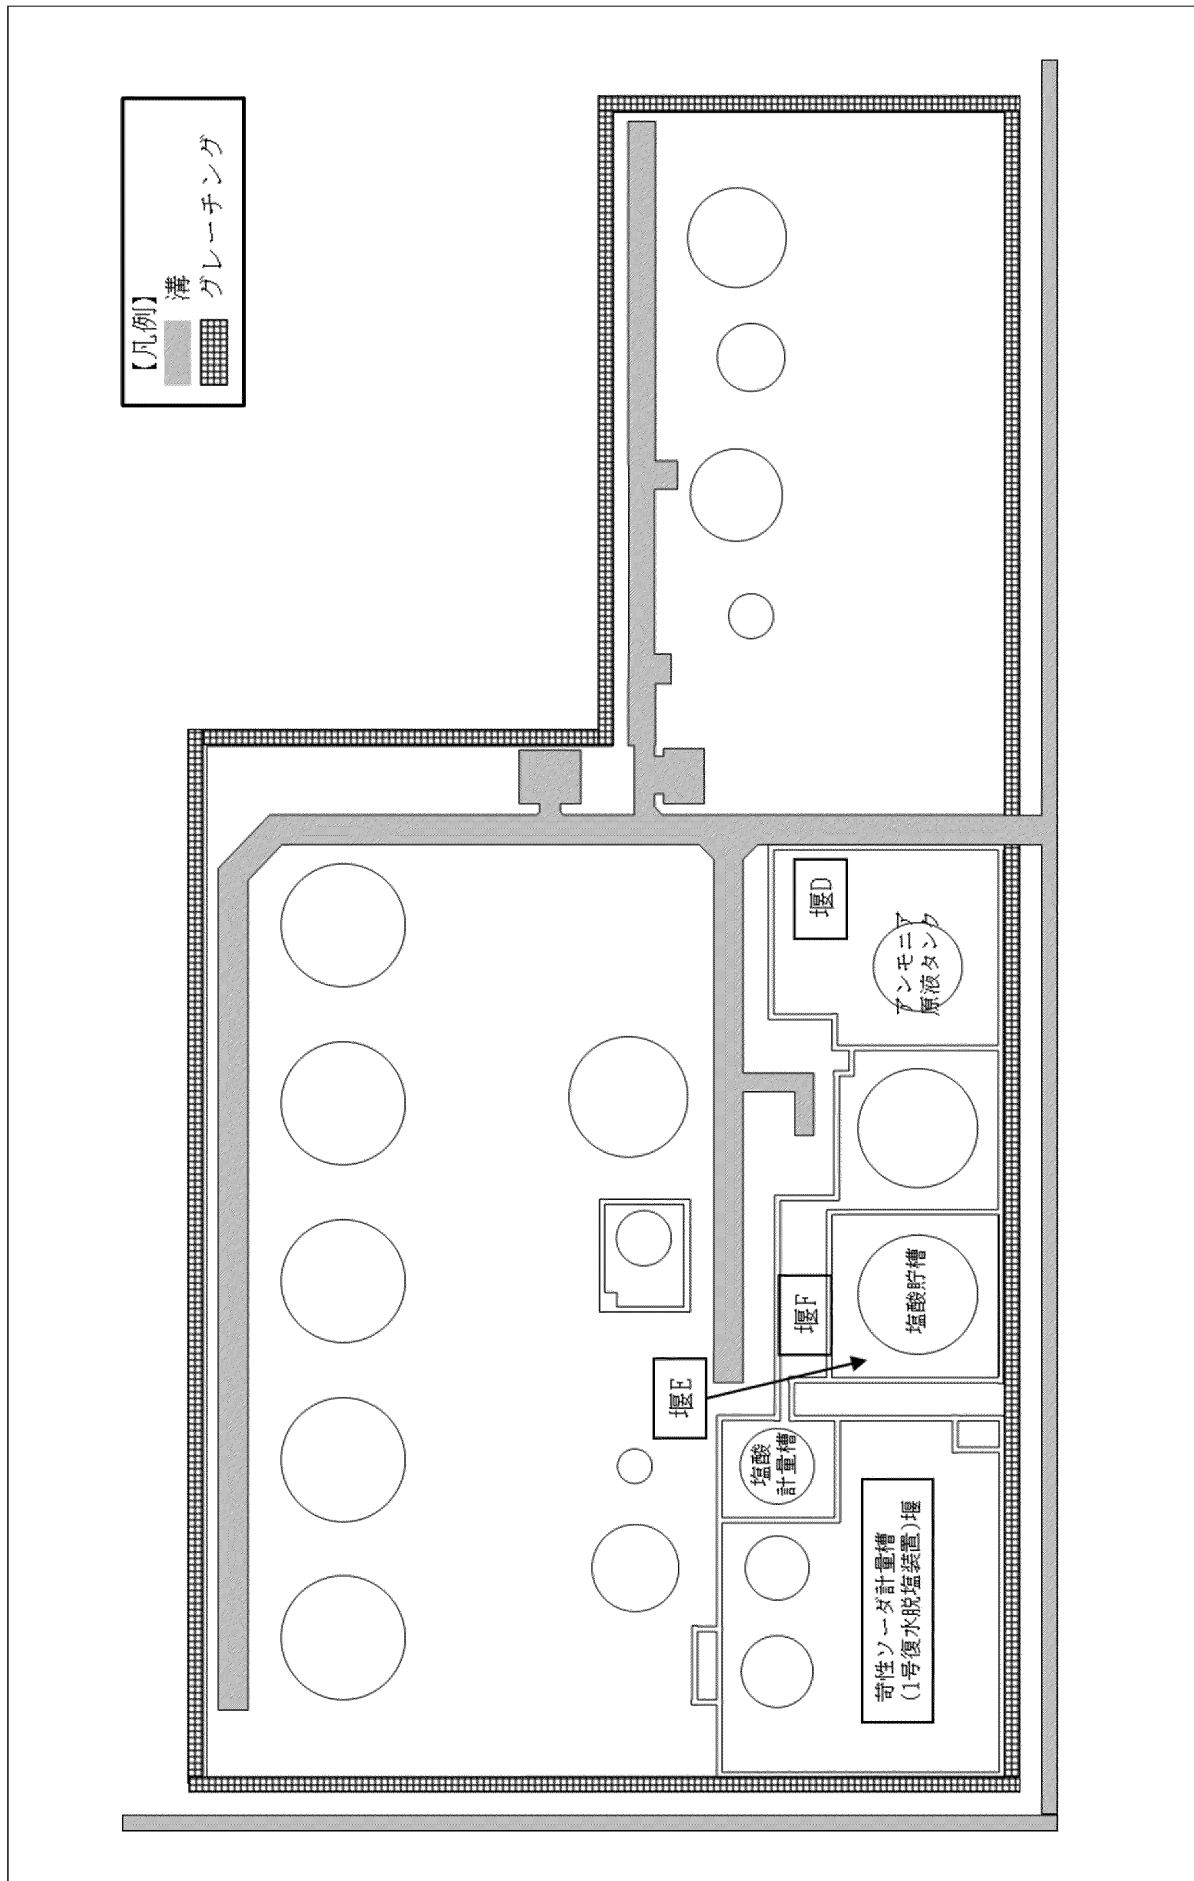 【凡例】
溝
グレーチング
堰D
アンモニア
原液タンク
堰F
塩酸貯槽
堰E
塩酸
計量槽
苛性ソーダ計量槽
(1号復水脱塩装置)堰